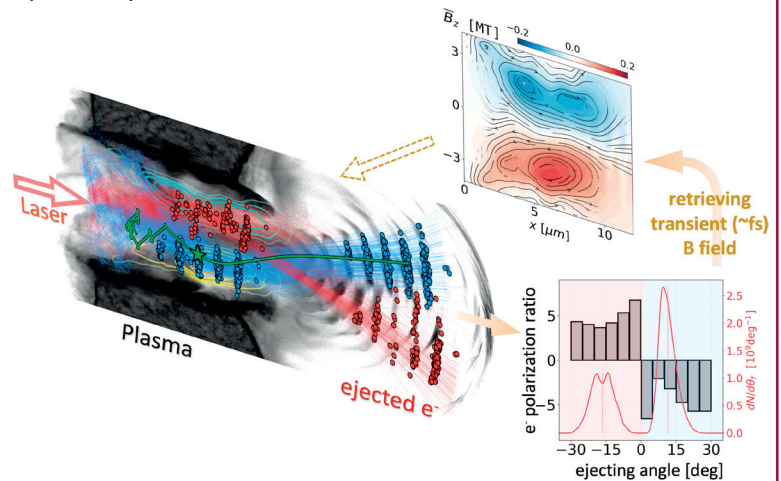 B̅z [MT]
−0.2
0.0
0.2
3
0
−3
0
5
10
x [μm]
Laser
Plasma
ejected e-
retrieving
transient (~fs)
B field
e- polarization ratio
5
0
−5
−30
−15
0
15
30
ejecting angle [deg]
2.5
2.0
1.5
1.0
0.5
0.0
dN/dθf [10⁹deg⁻¹]